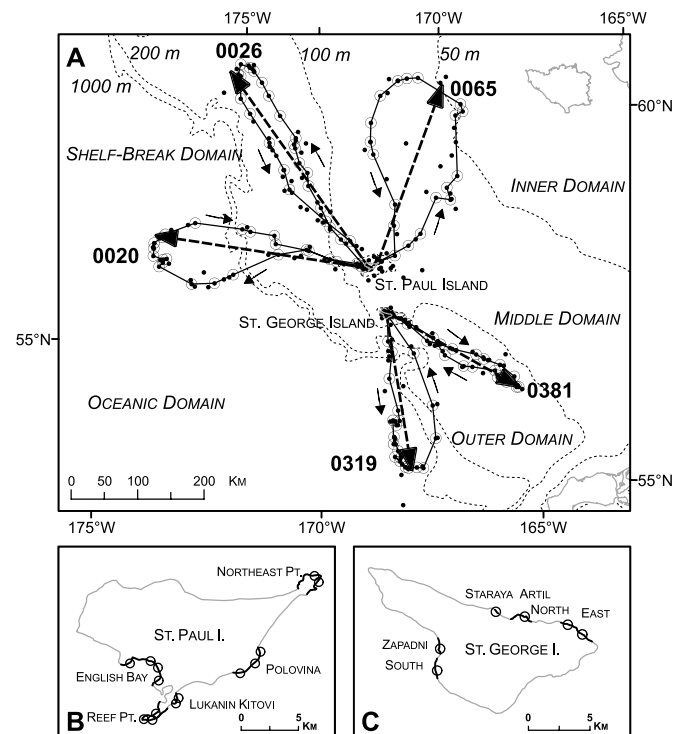 175°W 170°W
A 200 m 0026 100 m 50 m
1000 m 0065
60°N
SHELF-BREAK DOMAIN
INNER DOMAIN
0020
ST. PAUL ISLAND
ST. GEORGE ISLAND MIDDLE DOMAIN
55°N
0381
OCEANIC DOMAIN
OUTER DOMAIN
0319
0 50 100 200 KM
55°N
175°W 170°W 165°W
NORTHEAST PT.
ST. PAUL I.
ENGLISH BAY
POLOVINA
LUKANIN KITOVI
REEF PT.
0 5
KM
B
STARAYA ARTIL
NORTH EAST
ZAPADNI
SOUTH
ST. GEORGE I.
0 5
KM
C